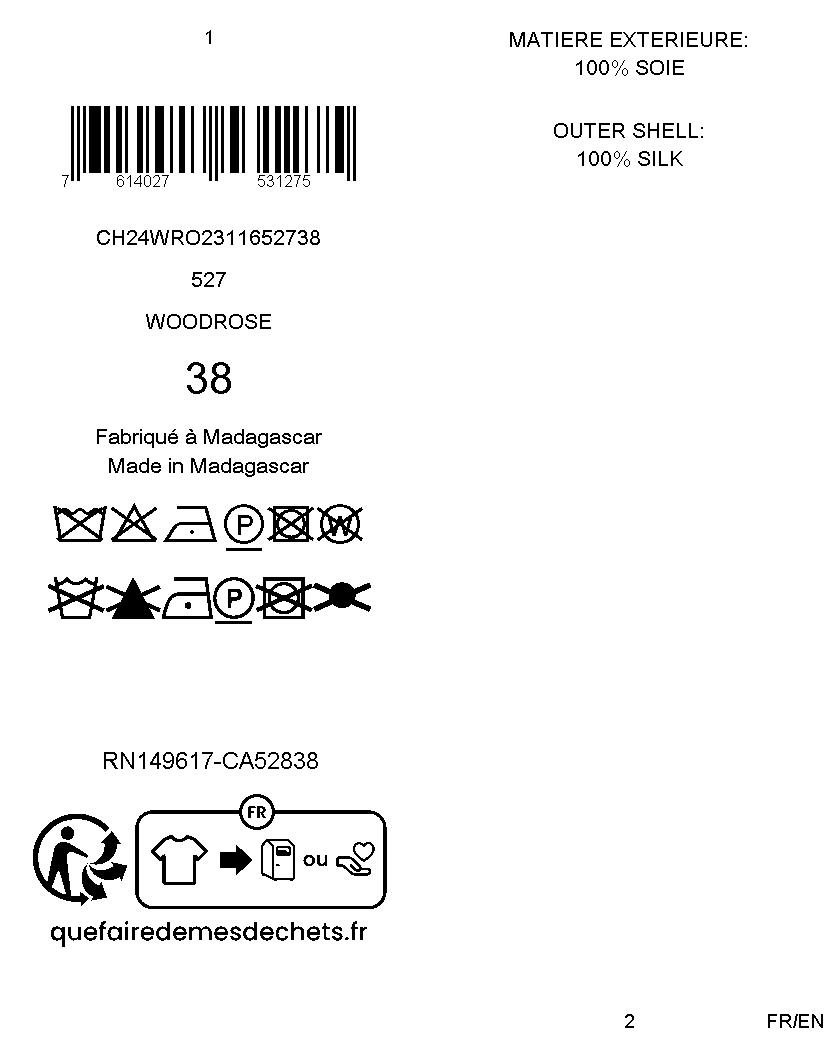 1
7 614027 531275
CH24WRO2311652738
527
WOODROSE
38
Fabriqué à Madagascar
Made in Madagascar
P W
P
RN149617-CA52838
FR
ou
quefairedemesdechets.fr
MATIERE EXTERIEURE:
100% SOIE
OUTER SHELL:
100% SILK
2
FR/EN